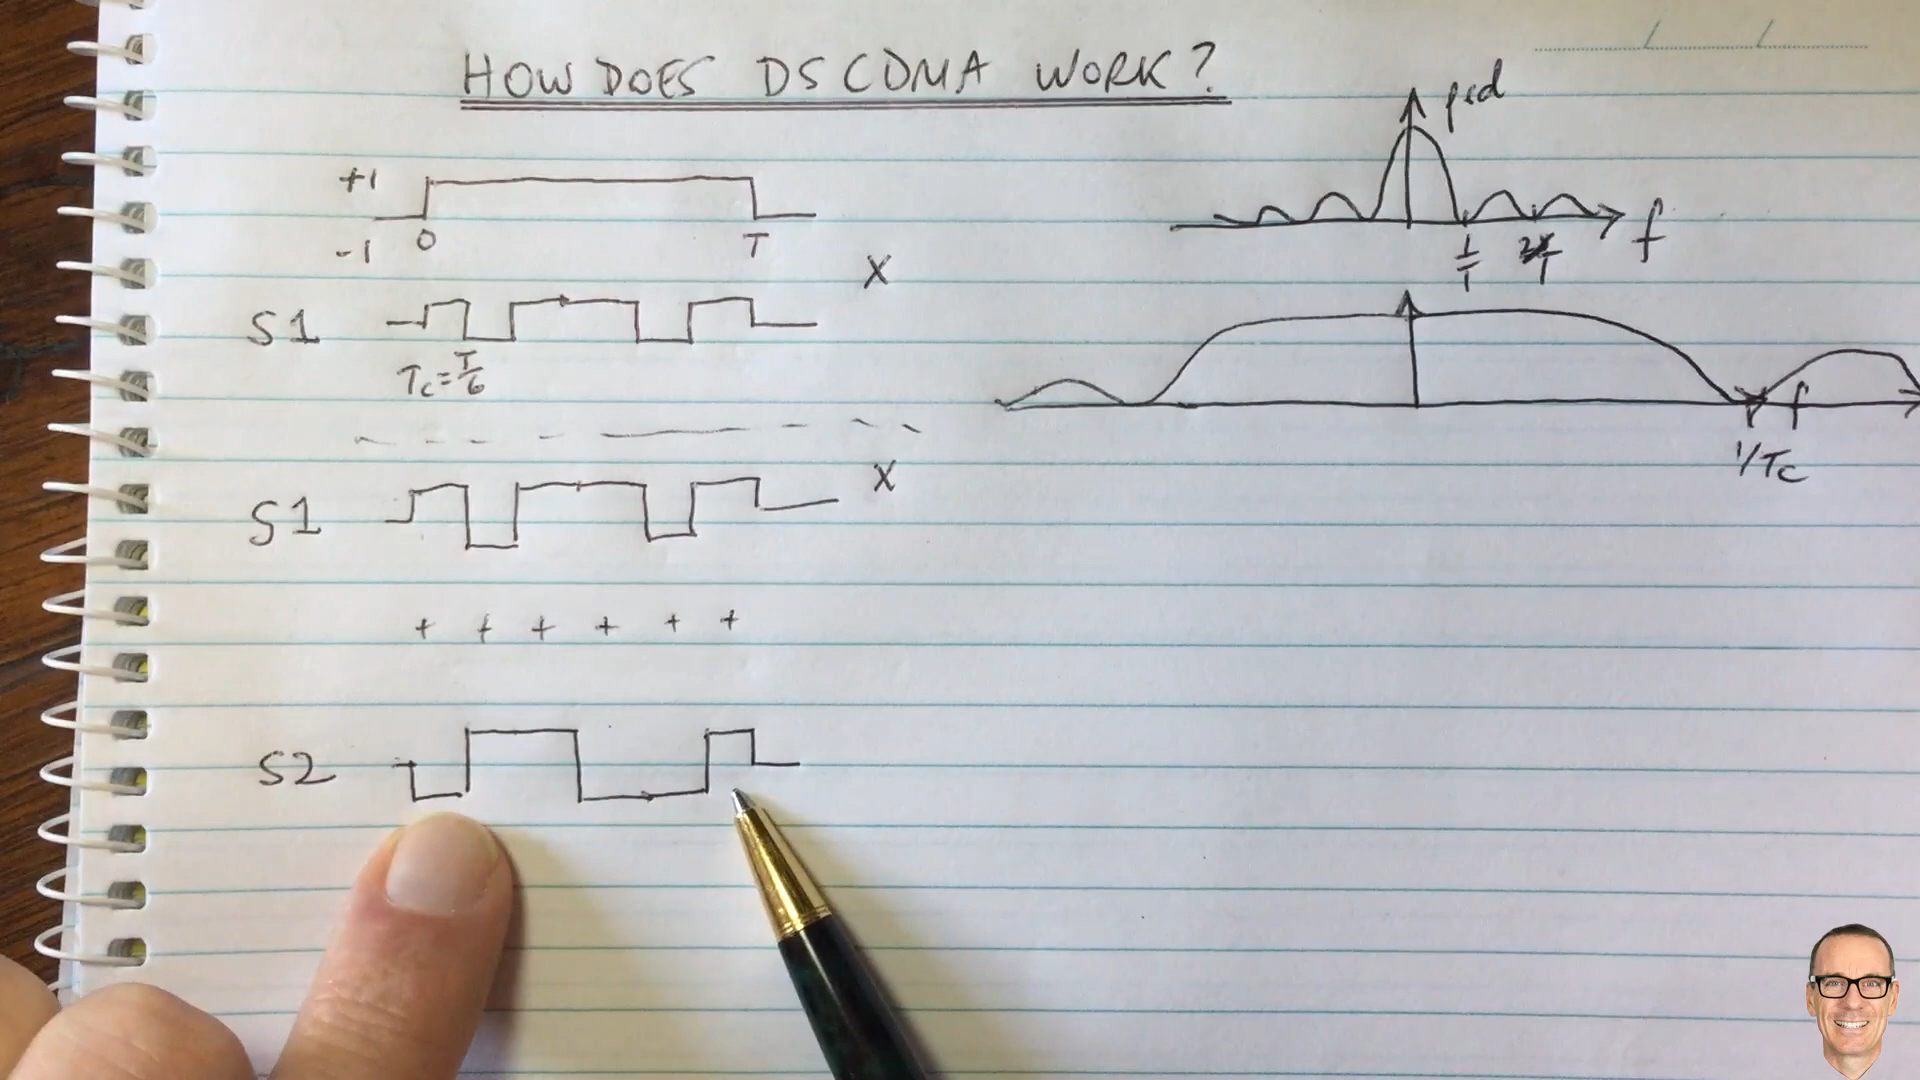 HOW DOES DS CDMA WORK?
psd
+1
-1
0
T
X
1/T
f
S1
Tc = T/6
f
1/Tc
X
S1
+ + + + + +
S2